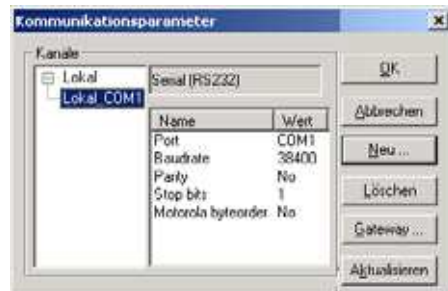 Kommunikationsparameter
Kanäle
Lokal
Lokal_COM1
Serial (RS232)
Name Wert
Port COM1
Baudrate 38400
Parity No
Stop bits 1
Motorola byteorder No
OK
Abbrechen
Neu ...
Löschen
Gateway ...
Aktualisieren